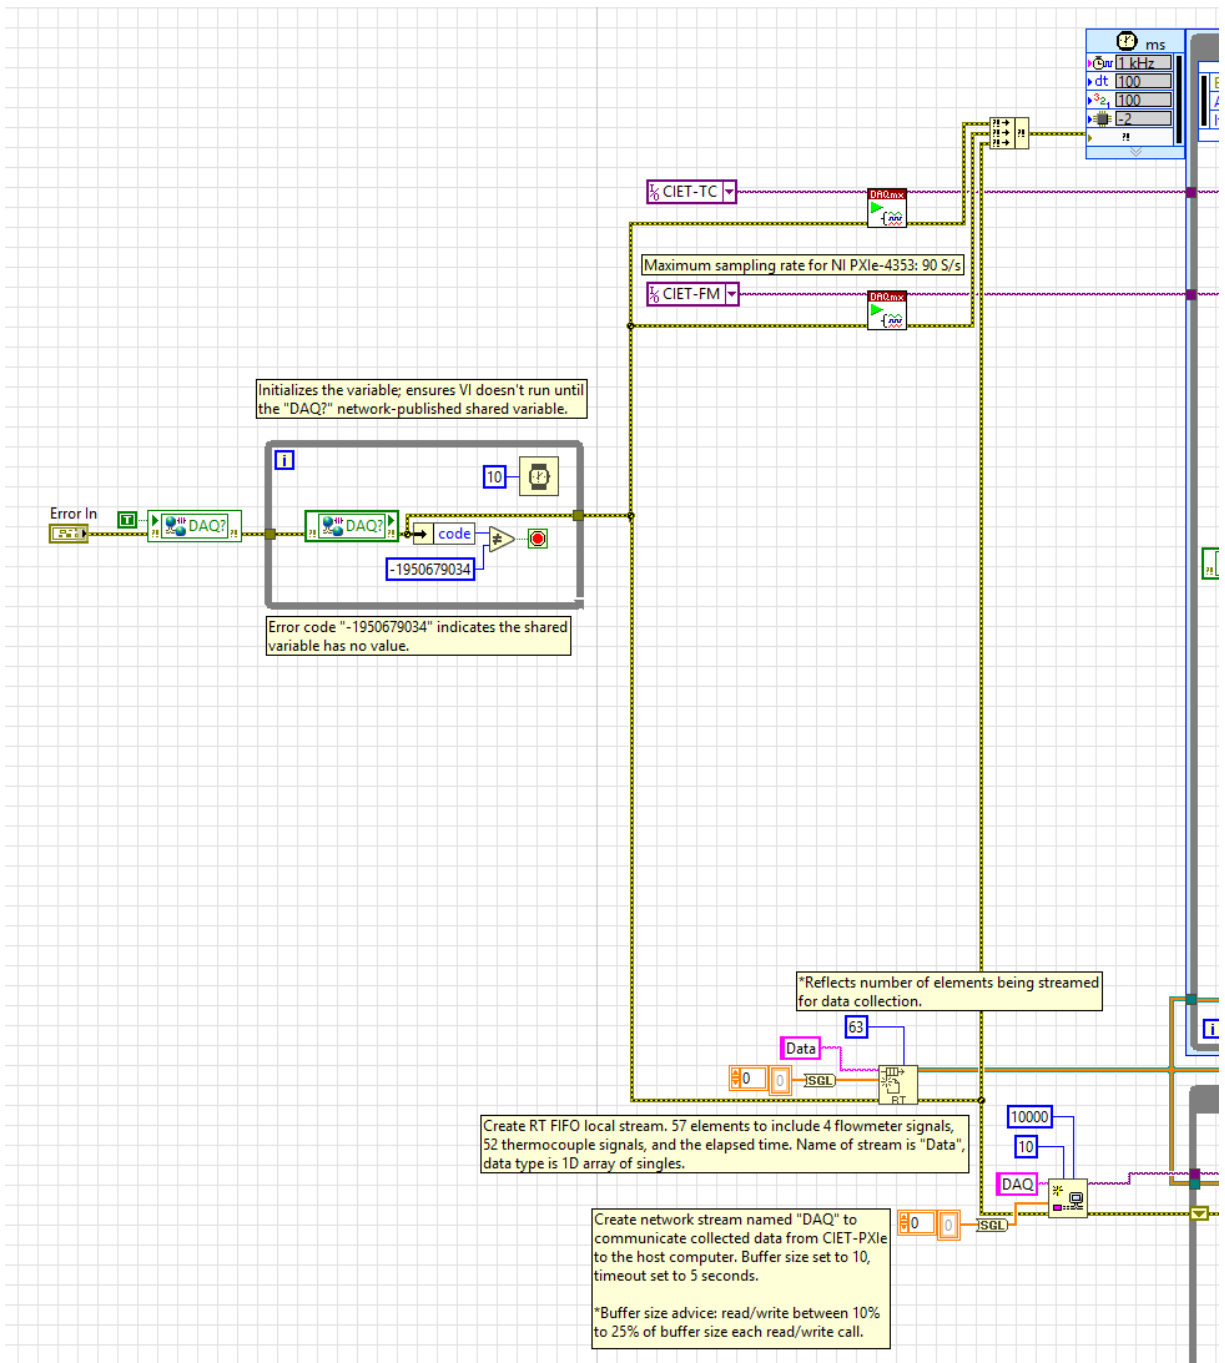 ms
1 kHz
dt 100
100
-2
?!
CIET-TC
DAQmx
Maximum sampling rate for NI PXIe-4353: 90 S/s
CIET-FM
DAQmx
Initializes the variable; ensures VI doesn't run until
the "DAQ?" network-published shared variable.
i
10
Error In
T
DAQ?
DAQ?
code
-1950679034
Error code "-1950679034" indicates the shared
variable has no value.
*Reflects number of elements being streamed
for data collection.
63
Data
0
0
SGL
RT
i
Create RT FIFO local stream. 57 elements to include 4 flowmeter signals,
52 thermocouple signals, and the elapsed time. Name of stream is "Data",
data type is 1D array of singles.
10000
10
DAQ
0
0
SGL
Create network stream named "DAQ" to
communicate collected data from CIET-PXIe
to the host computer. Buffer size set to 10,
timeout set to 5 seconds.
*Buffer size advice: read/write between 10%
to 25% of buffer size each read/write call.